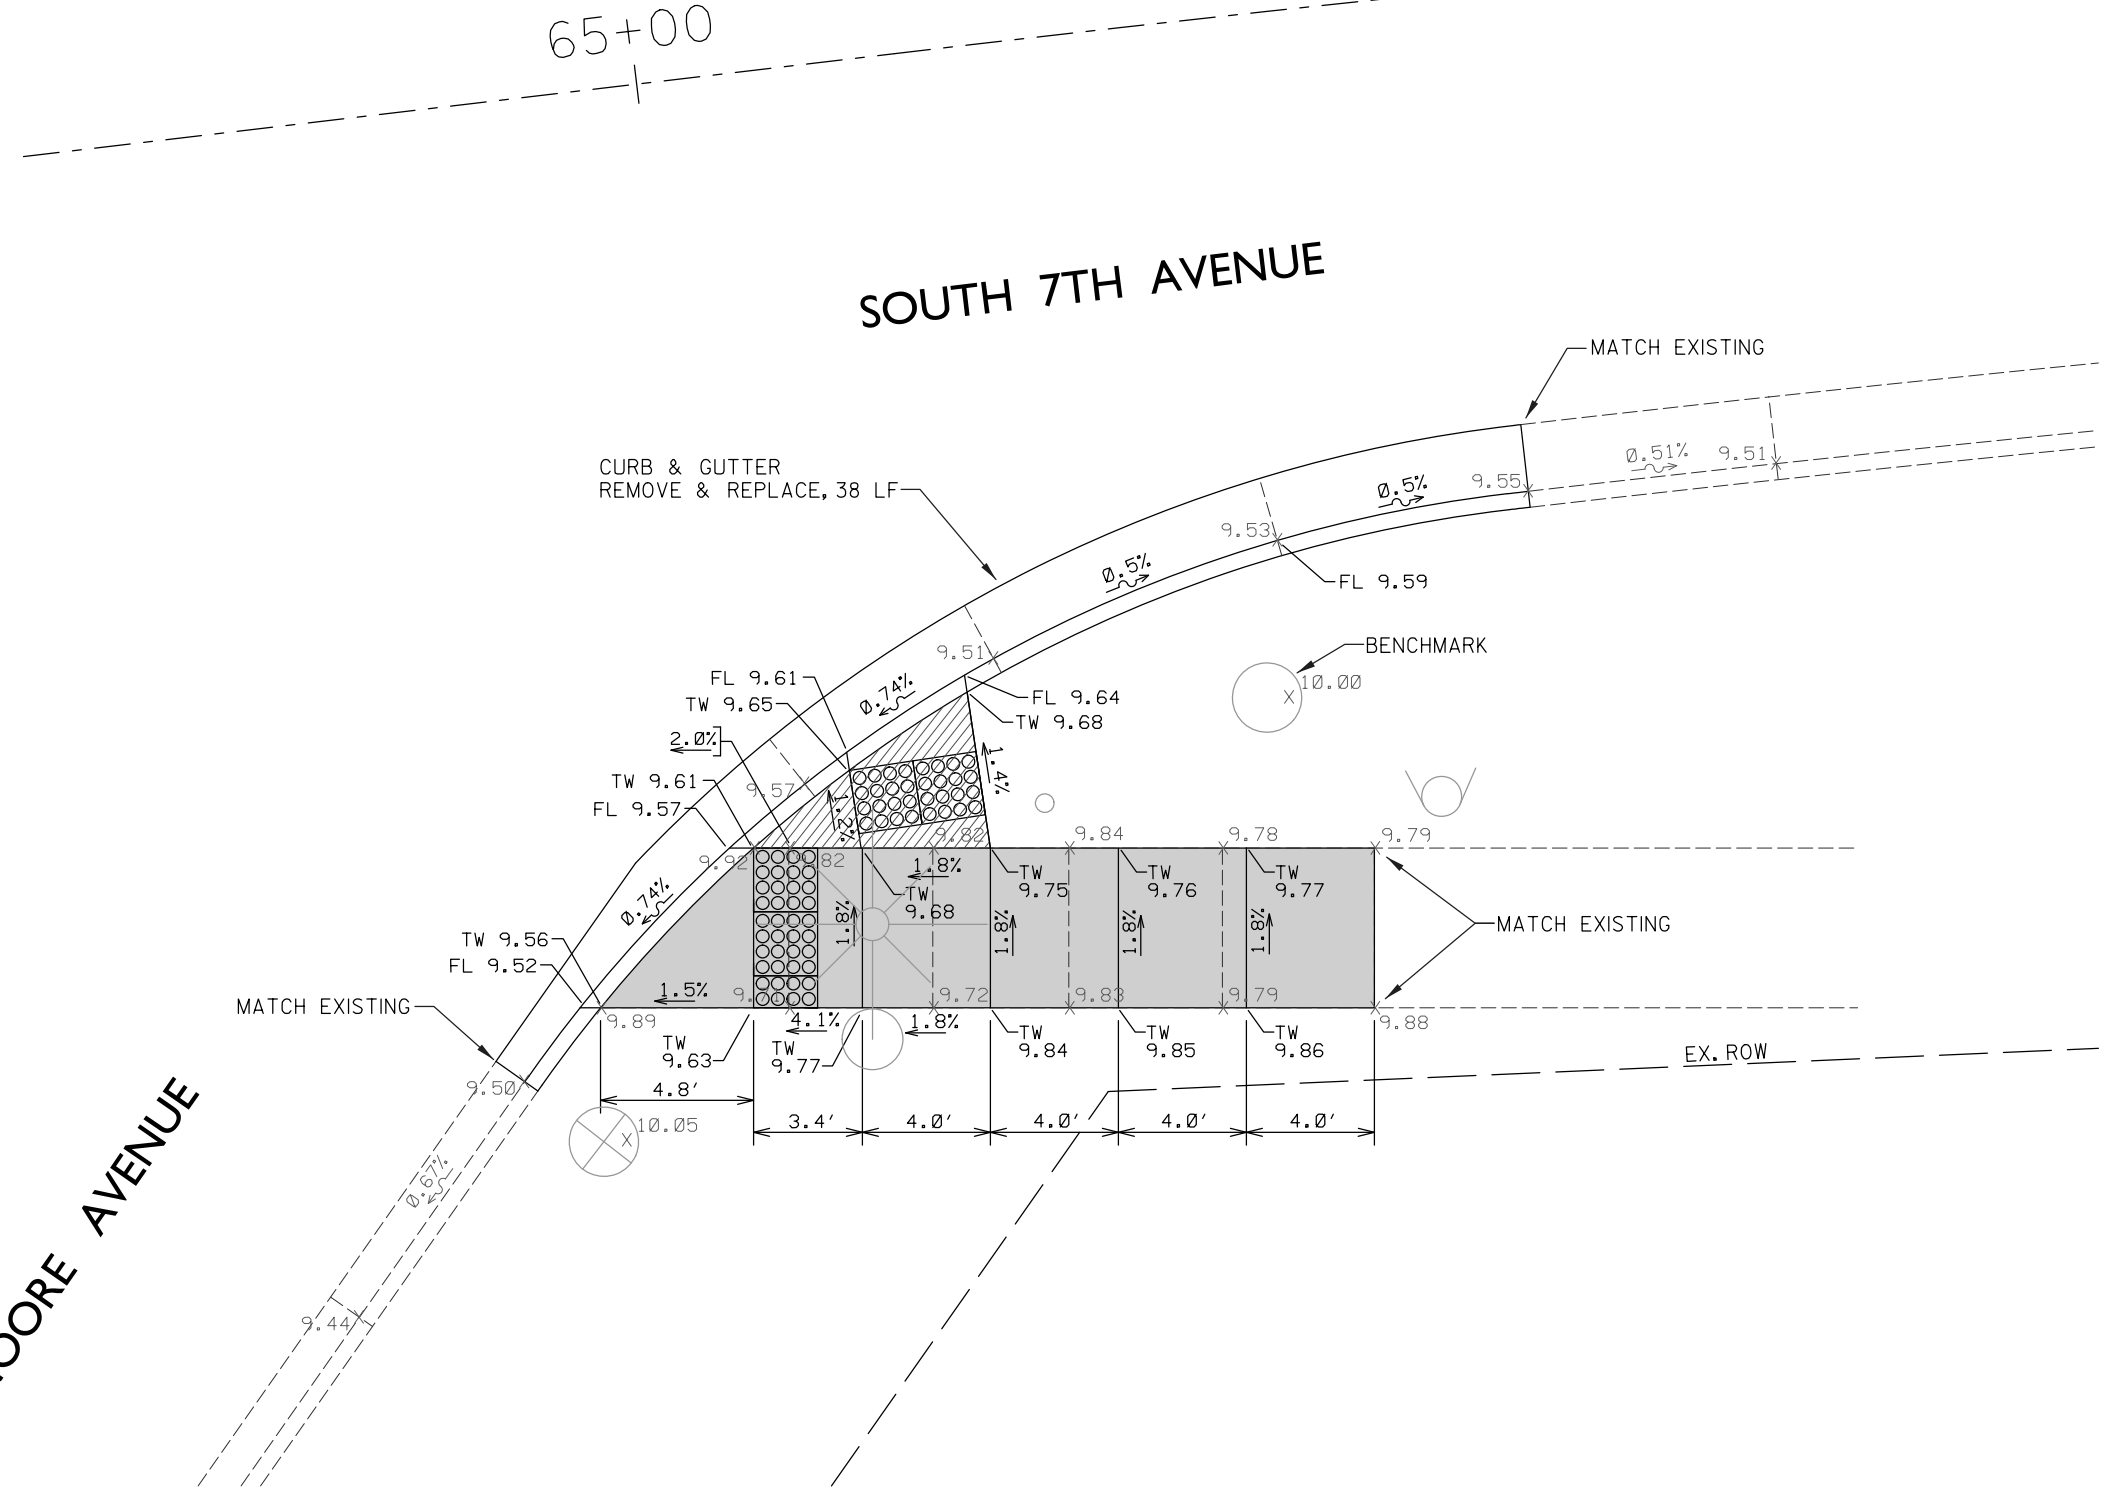 65+00
SOUTH 7TH AVENUE
MATCH EXISTING
0.51%
9.51
9.55
0.5%
CURB & GUTTER
REMOVE & REPLACE, 38 LF
9.53
0.5%
FL 9.59
9.51
BENCHMARK
10.00
FL 9.61
TW 9.65
0.74%
FL 9.64
TW 9.68
2.0%
1.4%
TW 9.61
9.57
FL 9.57
1.2%
9.92
9.82
9.82
9.84
9.78
9.79
1.8%
TW
9.68
TW
9.75
TW
9.76
TW
9.77
0.74%
1.8%
1.8%
1.8%
1.8%
MATCH EXISTING
TW 9.56
FL 9.52
1.5%
9.71
9.72
9.83
9.79
MATCH EXISTING
9.89
4.1%
1.8%
9.88
TW
9.63
TW
9.77
TW
9.84
TW
9.85
TW
9.86
EX. ROW
9.50
4.8'
3.4'
4.0'
4.0'
4.0'
4.0'
10.05
0.67%
9.44
OORE AVENUE